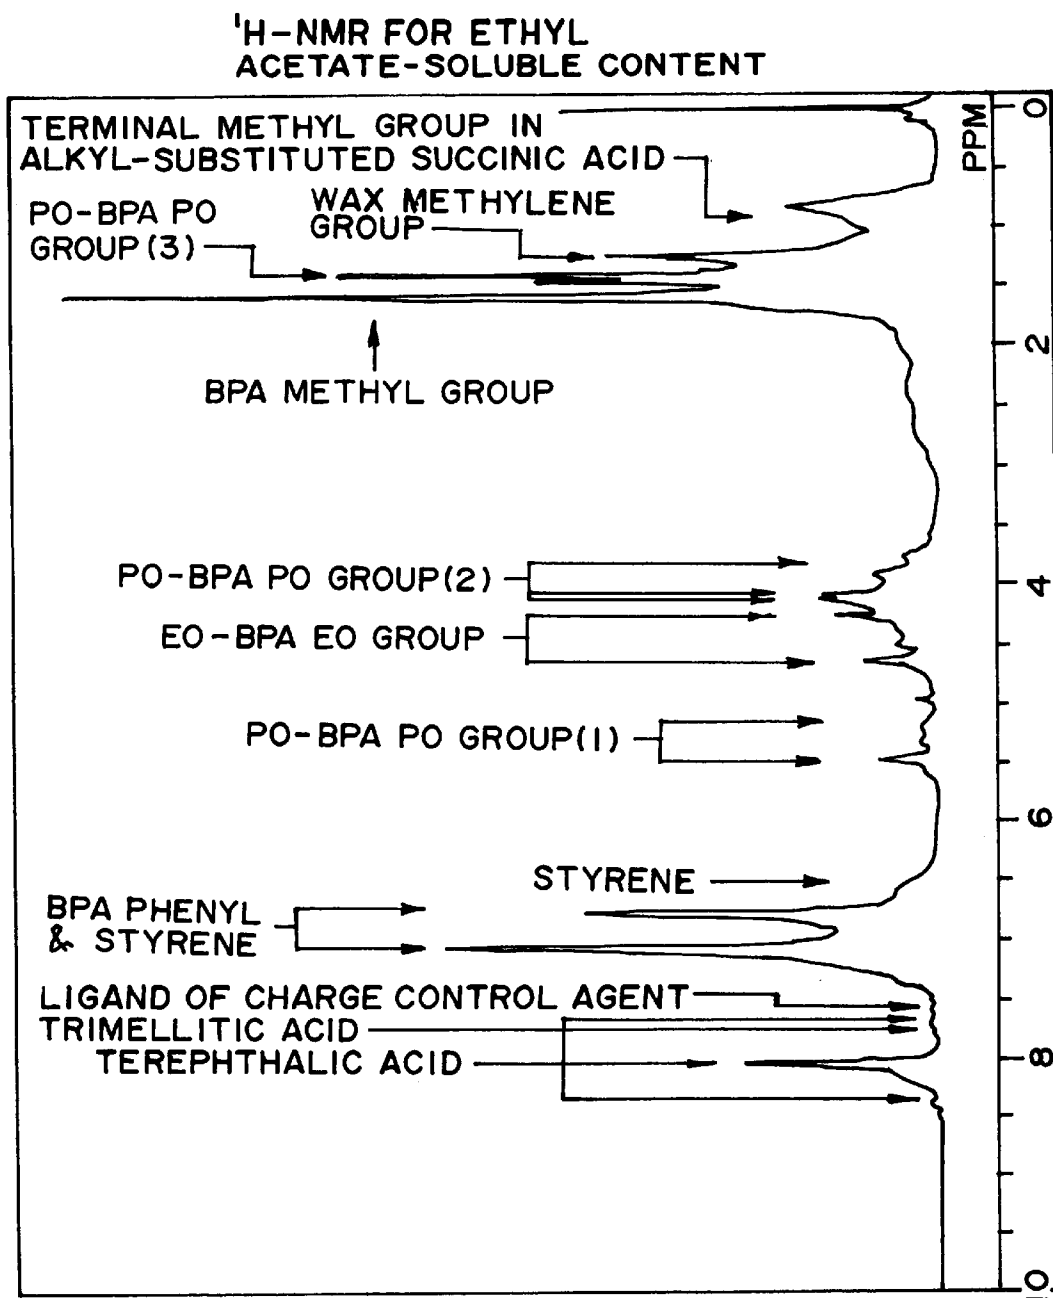 ¹H-NMR FOR ETHYL
ACETATE-SOLUBLE CONTENT
TERMINAL METHYL GROUP IN
ALKYL-SUBSTITUTED SUCCINIC ACID
PO-BPA PO
GROUP(3)
WAX METHYLENE
GROUP
BPA METHYL GROUP
PO-BPA PO GROUP(2)
EO-BPA EO GROUP
PO-BPA PO GROUP(1)
STYRENE
BPA PHENYL
& STYRENE
LIGAND OF CHARGE CONTROL AGENT
TRIMELLITIC ACID
TEREPHTHALIC ACID
PPM
0
2
4
6
8
10